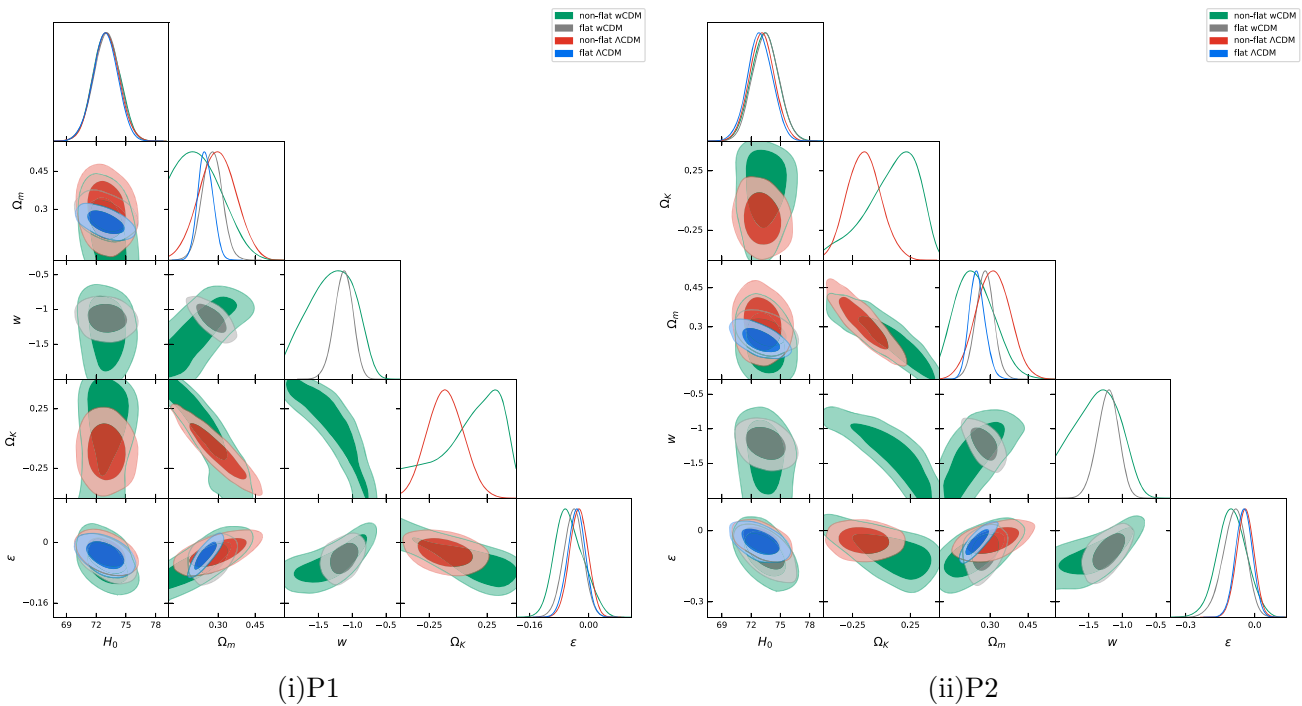 non-flat wCDM
flat wCDM
non-flat ΛCDM
flat ΛCDM
non-flat wCDM
flat wCDM
non-flat ΛCDM
flat ΛCDM
0.45
0.3
Ω_m
−0.5
−1
−1.5
w
0.25
−0.25
Ω_K
0
−0.16
ε
69 72 75 78
0.30 0.45
−1.5 −1.0 −0.5
−0.25 0.25
−0.16 0.00
H_0 Ω_m w Ω_K ε
0.25
−0.25
Ω_K
0.45
0.3
Ω_m
−0.5
−1
−1.5
w
0
−0.3
ε
69 72 75 78
−0.25 0.25
0.30 0.45
−1.5 −1.0 −0.5
−0.3 0.0
H_0 Ω_K Ω_m w ε
(i)P1
(ii)P2